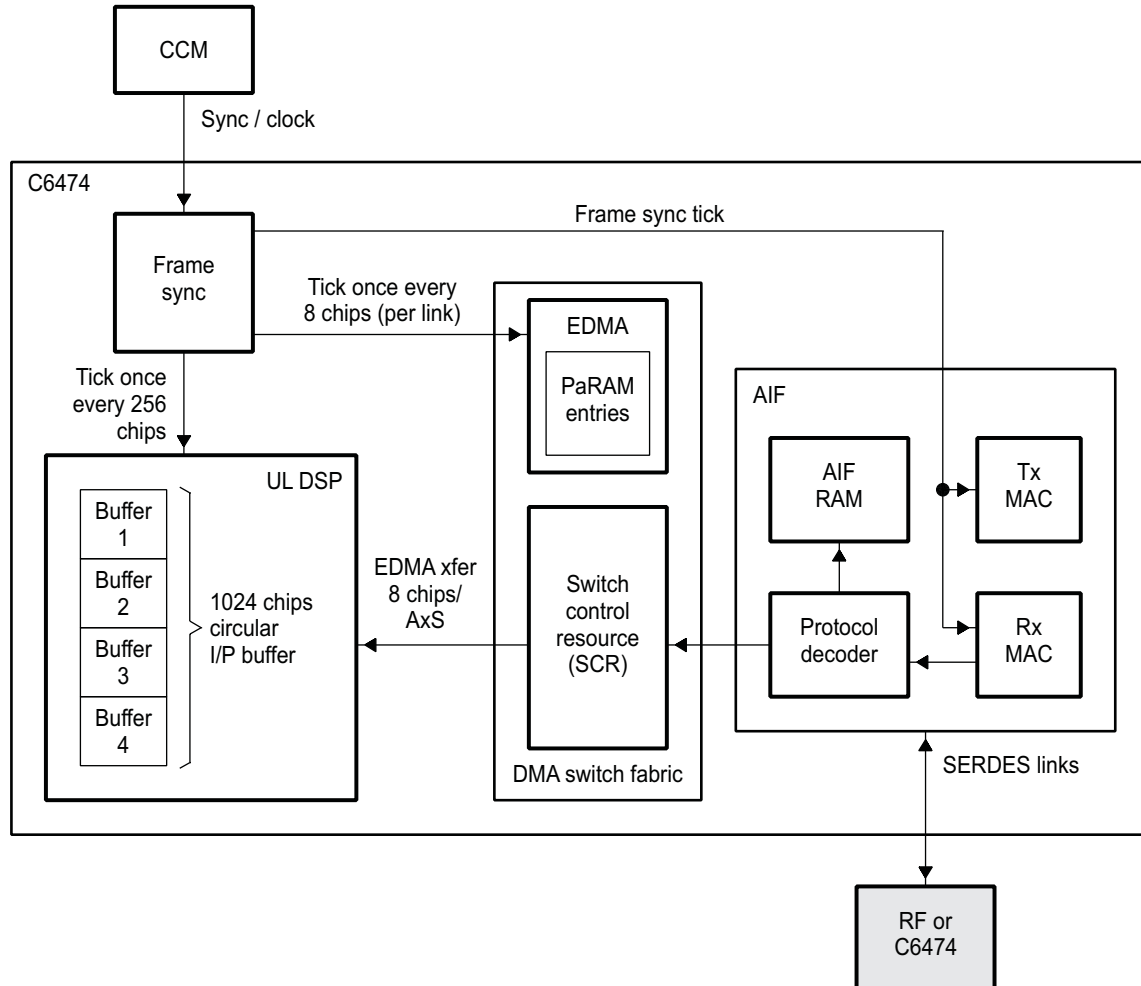 CCM
Sync / clock
C6474
Frame sync tick
Frame
sync
Tick once every
8 chips (per link)
EDMA
PaRAM
entries
Tick once
every 256
chips
AIF
AIF
RAM
Tx
MAC
UL DSP
Buffer
1
Buffer
2
Buffer
3
Buffer
4
1024 chips
circular
I/P buffer
EDMA xfer
8 chips/
AxS
Switch
control
resource
(SCR)
Protocol
decoder
Rx
MAC
DMA switch fabric
SERDES links
RF or
C6474